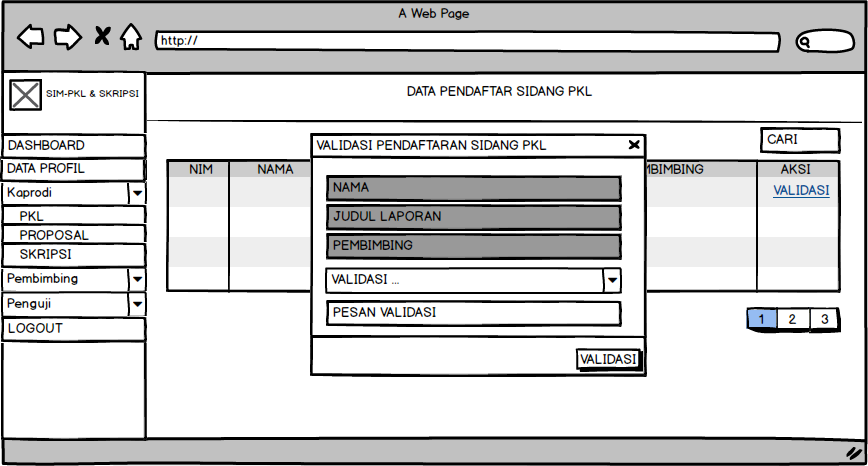 A Web Page
http://
SIM-PKL & SKRIPSI
DATA PENDAFTAR SIDANG PKL
DASHBOARD
DATA PROFIL
Kaprodi
PKL
PROPOSAL
SKRIPSI
Pembimbing
Penguji
LOGOUT
CARI
NIM NAMA MBIMBING AKSI
VALIDASI
VALIDASI PENDAFTARAN SIDANG PKL
NAMA
JUDUL LAPORAN
PEMBIMBING
VALIDASI ...
PESAN VALIDASI
VALIDASI
1 2 3